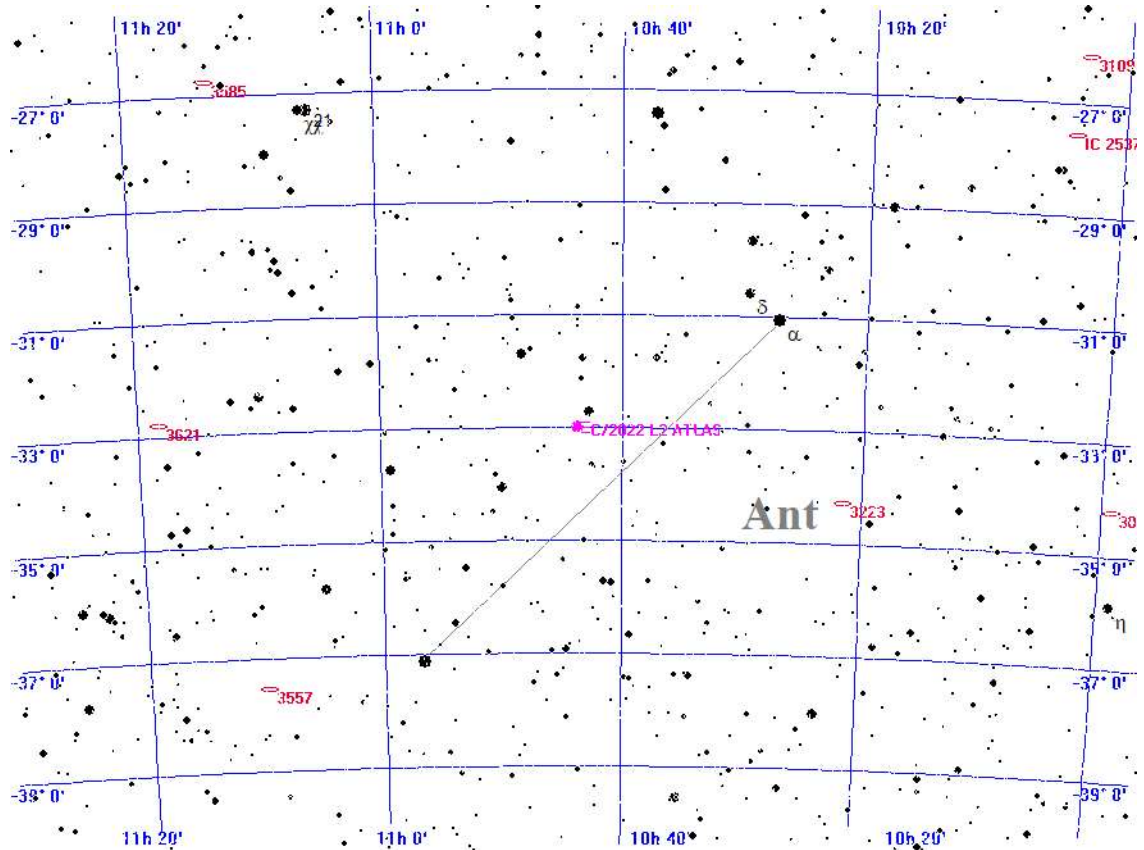 11h 20'
11h 0'
10h 40'
10h 20'
3109
3585
-27° 0'
χ
-27° 0'
IC 2537
-29° 0'
-29° 0'
δ
α
-31° 0'
-31° 0'
3621
C/2022 L2 ATLAS
-33° 0'
-33° 0'
Ant
3223
30
-35° 0'
-35° 0'
η
-37° 0'
-37° 0'
3557
-39° 0'
-39° 0'
11h 20'
11h 0'
10h 40'
10h 20'